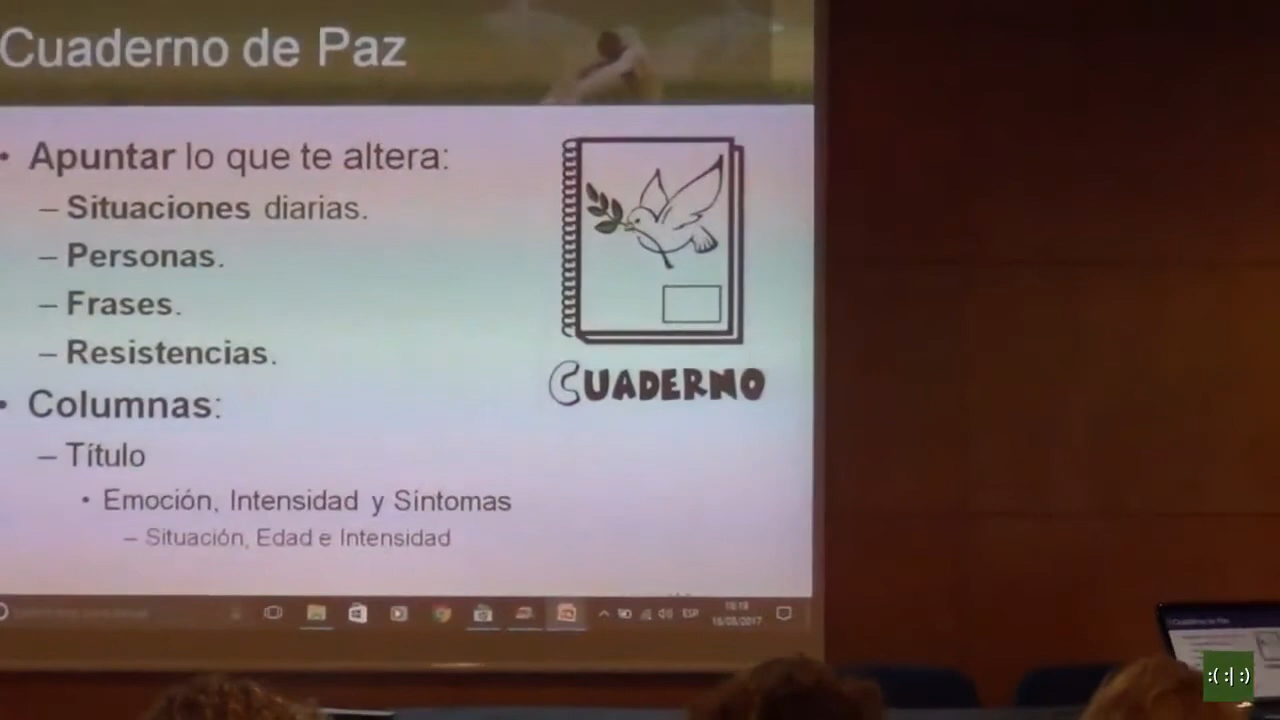 Cuaderno de Paz
• Apuntar lo que te altera:
– Situaciones diarias.
– Personas.
– Frases.
– Resistencias.
CUADERNO
• Columnas:
– Título
• Emoción, Intensidad y Síntomas
– Situación, Edad e Intensidad
ESP
:( :| :)